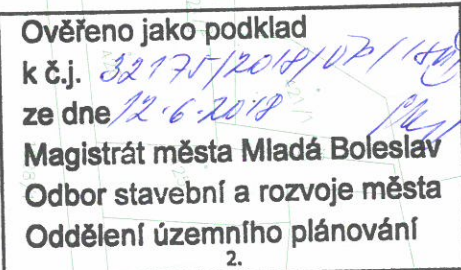 Ověřeno jako podklad
k č.j. 32175/2018/
ze dne 12.6.2018
Magistrát města Mladá Boleslav
Odbor stavební a rozvoje města
Oddělení územního plánování
2.